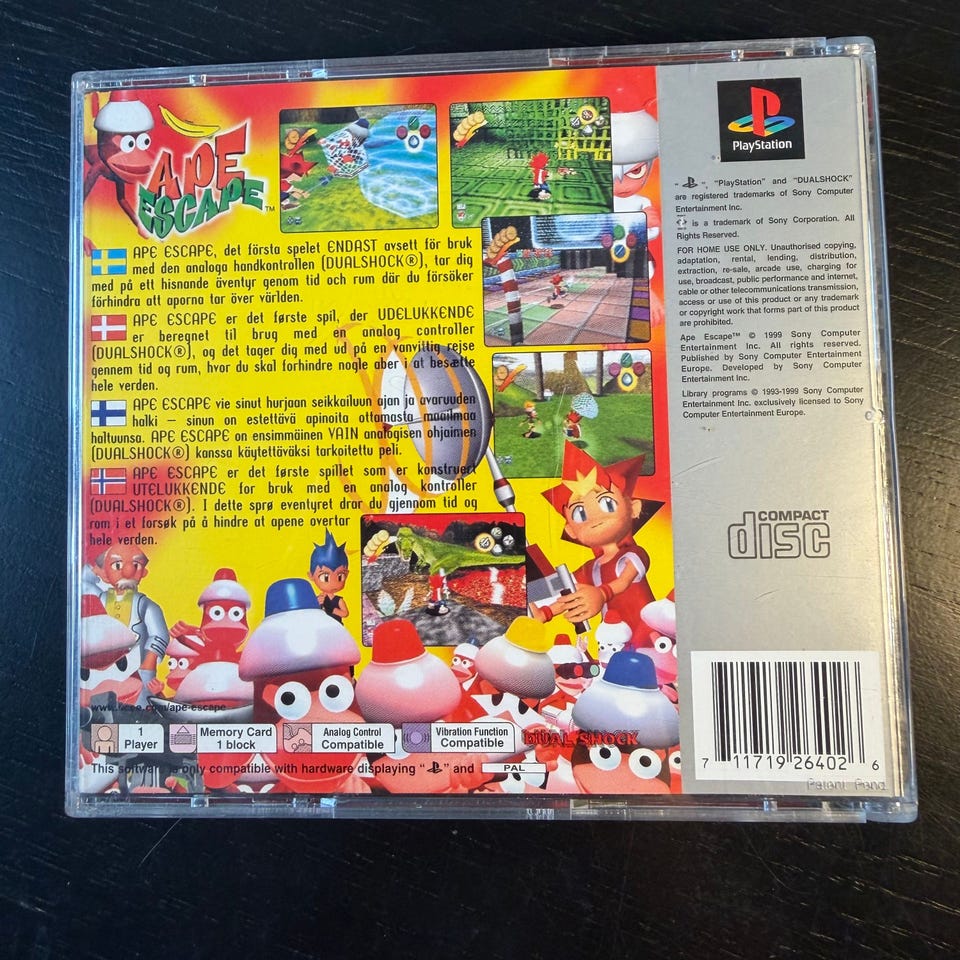 APE
ESCAPE™
APE ESCAPE, det första spelet ENDAST avsett för bruk
med den analoga handkontrollen (DUALSHOCK®), tar dig
med på ett hisnande äventyr genom tid och rum där du försöker
förhindra att aporna tar över världen.
APE ESCAPE er det første spil, der UDELUKKENDE
er beregnet til brug med en analog controller
(DUALSHOCK®), og det tager dig med ud på en vanvittig rejse
gennem tid og rum, hvor du skal forhindre nogle aber i at besætte
hele verden.
APE ESCAPE vie sinut hurjaan seikkailuun ajan ja avaruuden
halki – sinun on estettävä apinoita ottamasta maailmaa
haltuunsa. APE ESCAPE on ensimmäinen VAIN analogisen ohjaimen
(DUALSHOCK®) kanssa käytettäväksi tarkoitettu peli.
APE ESCAPE er det første spillet som er konstruert
UTELUKKENDE for bruk med en analog kontroller
(DUALSHOCK®). I dette sprø eventyret drar du gjennom tid og
rom i et forsøk på å hindre at apene overtar
hele verden.
/ape-escape
1
Player
Memory Card
1 block
Analog Control
Compatible
Vibration Function
Compatible
DUAL SHOCK
This software is only compatible with hardware displaying " " and PAL
PlayStation
" ", "PlayStation" and "DUALSHOCK"
are registered trademarks of Sony Computer
Entertainment Inc.
is a trademark of Sony Corporation. All
Rights Reserved.
FOR HOME USE ONLY. Unauthorised copying,
adaptation, rental, lending, distribution,
extraction, re-sale, arcade use, charging for
use, broadcast, public performance and internet,
cable or other telecommunications transmission,
access or use of this product or any trademark
or copyright work that forms part of this product
are prohibited.
Ape Escape™ © 1999 Sony Computer
Entertainment Inc. All rights reserved.
Published by Sony Computer Entertainment
Europe. Developed by Sony Computer
Entertainment Inc.
Library programs © 1993-1999 Sony Computer
Entertainment Inc. exclusively licensed to Sony
Computer Entertainment Europe.
COMPACT
disc
7 11719 26402 6
Patent Pend.